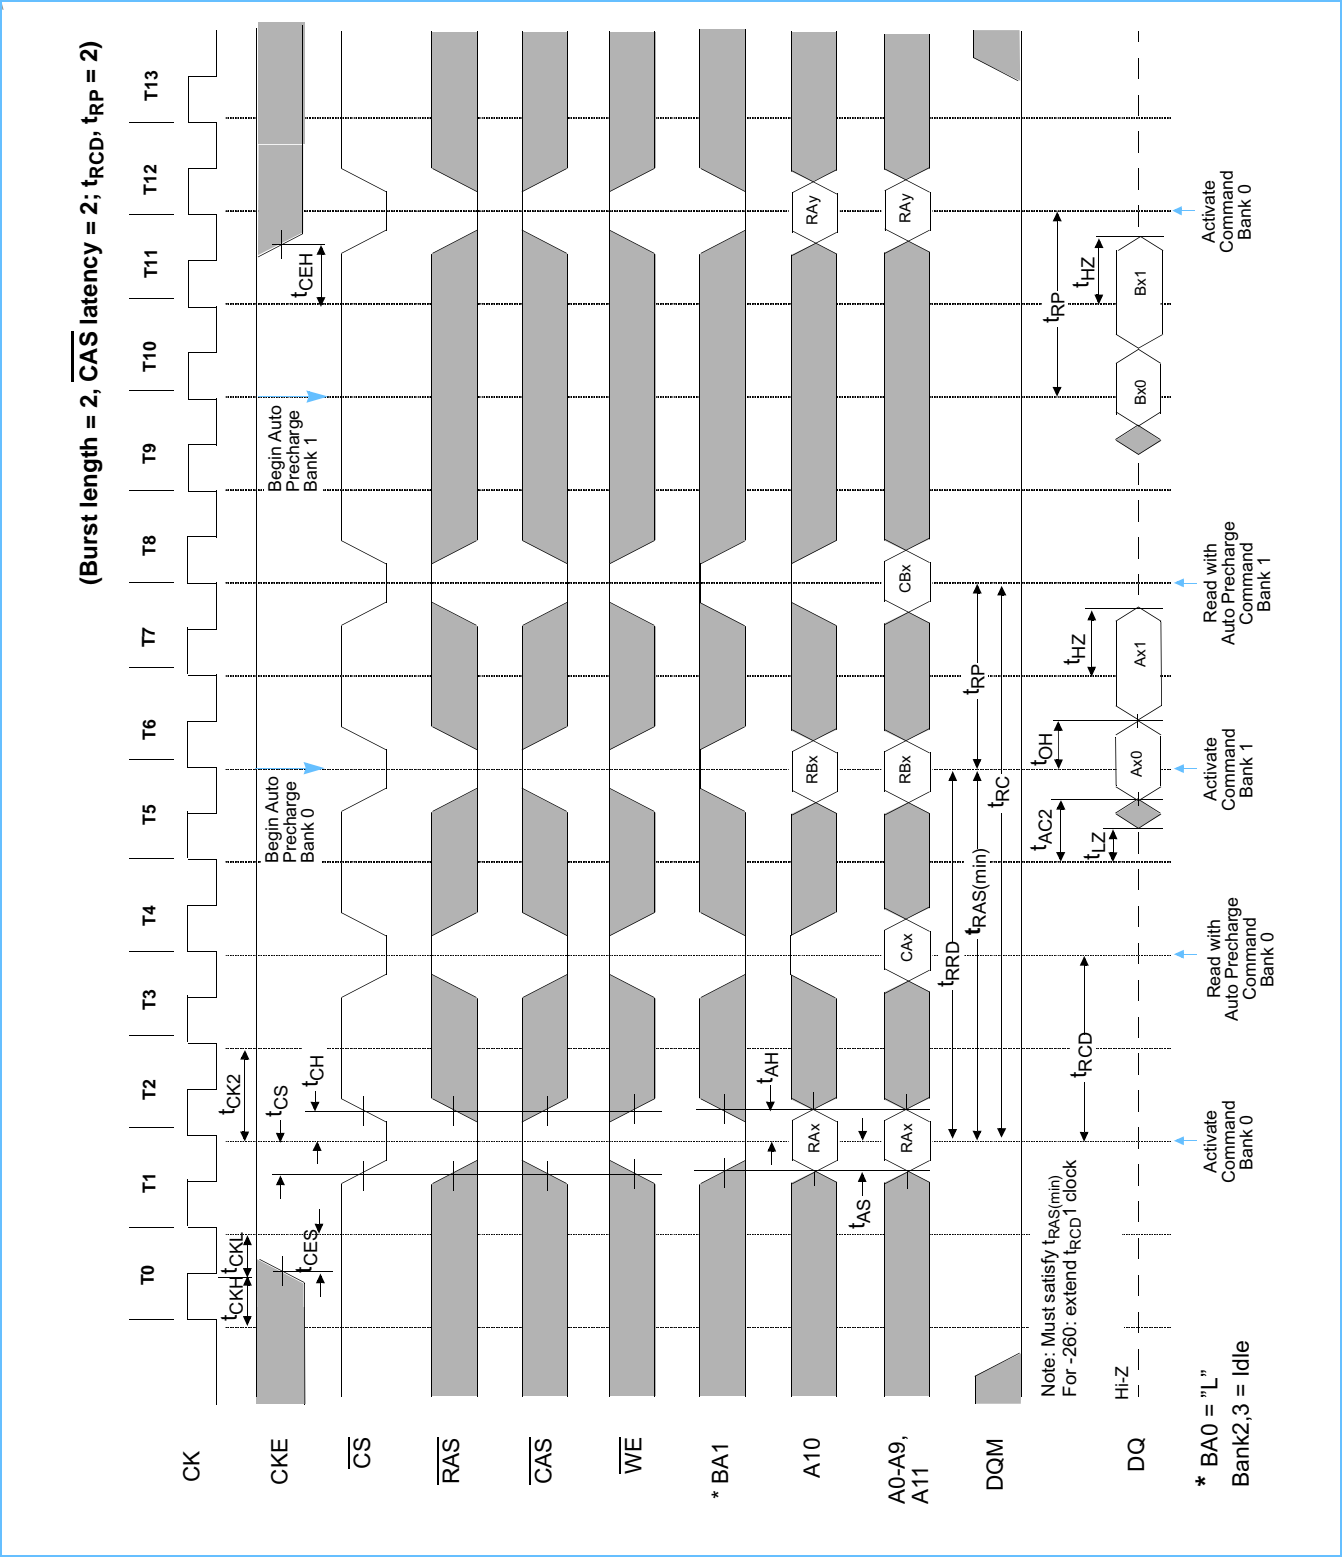 (Burst length = 2, CAS latency = 2; tRCD, tRP = 2)
T0 T1 T2 T3 T4 T5 T6 T7 T8 T9 T10 T11 T12 T13
CK
tCKH tCKL tCK2
CKE
tCES tCS tCH
Begin Auto
Precharge
Bank 0
Begin Auto
Precharge
Bank 1
tCEH
CS
RAS
CAS
WE
* BA1
tAH
A10
RAx RBx RAy
tAS
A0-A9,
A11
RAx CAx RBx CBx RAy
tRRD
tRAS(min) tRP
DQM
tRC
Note: Must satisfy tRAS(min)
For -260: extend tRCD1 clock
tRCD
tAC2 tOH tRP
tLZ tHZ tHZ
DQ
Hi-Z
Ax0 Ax1 Bx0 Bx1
Activate
Command
Bank 0
Read with
Auto Precharge
Command
Bank 0
Activate
Command
Bank 1
Read with
Auto Precharge
Command
Bank 1
Activate
Command
Bank 0
* BA0 = ”L”
Bank2,3 = Idle